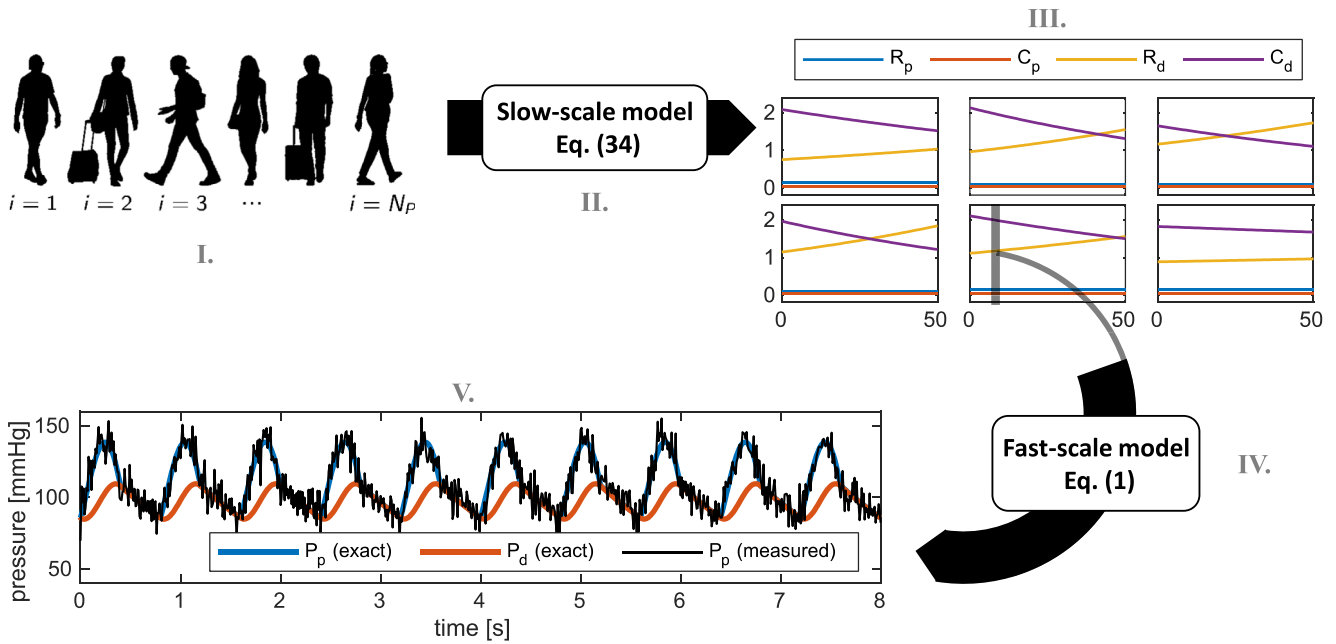 III.
R_p C_p R_d C_d
Slow-scale model
Eq. (34)
II.
i = 1 i = 2 i = 3 ... i = N_P
I.
2
1
0
2
1
0
0 50 0 50 0 50
V.
150
100
50
pressure [mmHg]
P_p (exact) P_d (exact) P_p (measured)
0 1 2 3 4 5 6 7 8
time [s]
Fast-scale model
Eq. (1)
IV.